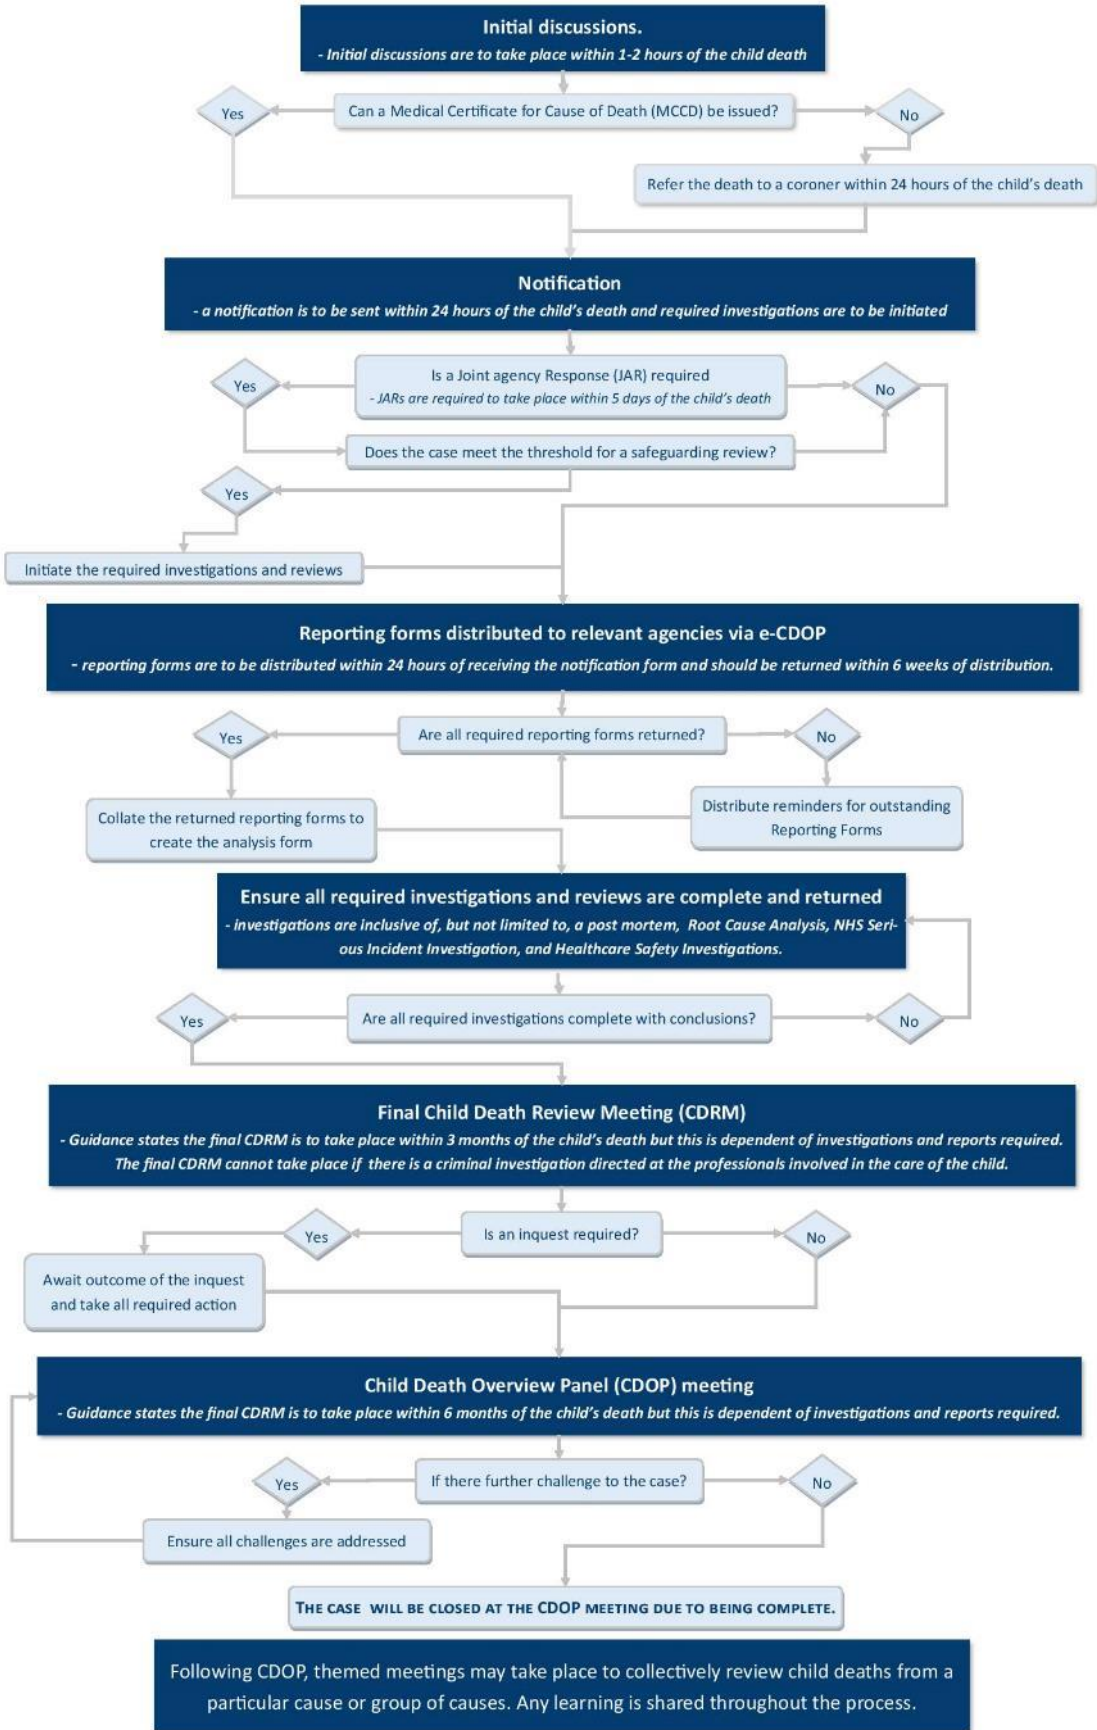 Initial discussions.
- Initial discussions are to take place within 1-2 hours of the child death
Can a Medical Certificate for Cause of Death (MCCD) be issued?
Yes
No
Refer the death to a coroner within 24 hours of the child's death
Notification
- a notification is to be sent within 24 hours of the child's death and required investigations are to be initiated
Is a Joint agency Response (JAR) required
- JARs are required to take place within 5 days of the child's death
Yes
No
Does the case meet the threshold for a safeguarding review?
Yes
Initiate the required investigations and reviews
Reporting forms distributed to relevant agencies via e-CDOP
- reporting forms are to be distributed within 24 hours of receiving the notification form and should be returned within 6 weeks of distribution.
Are all required reporting forms returned?
Yes
No
Collate the returned reporting forms to
create the analysis form
Distribute reminders for outstanding
Reporting Forms
Ensure all required investigations and reviews are complete and returned
- investigations are inclusive of, but not limited to, a post mortem, Root Cause Analysis, NHS Seri-
ous Incident Investigation, and Healthcare Safety Investigations.
Are all required investigations complete with conclusions?
Yes
No
Final Child Death Review Meeting (CDRM)
- Guidance states the final CDRM is to take place within 3 months of the child's death but this is dependent of investigations and reports required.
The final CDRM cannot take place if there is a criminal investigation directed at the professionals involved in the care of the child.
Is an inquest required?
Yes
No
Await outcome of the inquest
and take all required action
Child Death Overview Panel (CDOP) meeting
- Guidance states the final CDRM is to take place within 6 months of the child's death but this is dependent of investigations and reports required.
If there further challenge to the case?
Yes
No
Ensure all challenges are addressed
THE CASE WILL BE CLOSED AT THE CDOP MEETING DUE TO BEING COMPLETE.
Following CDOP, themed meetings may take place to collectively review child deaths from a
particular cause or group of causes. Any learning is shared throughout the process.